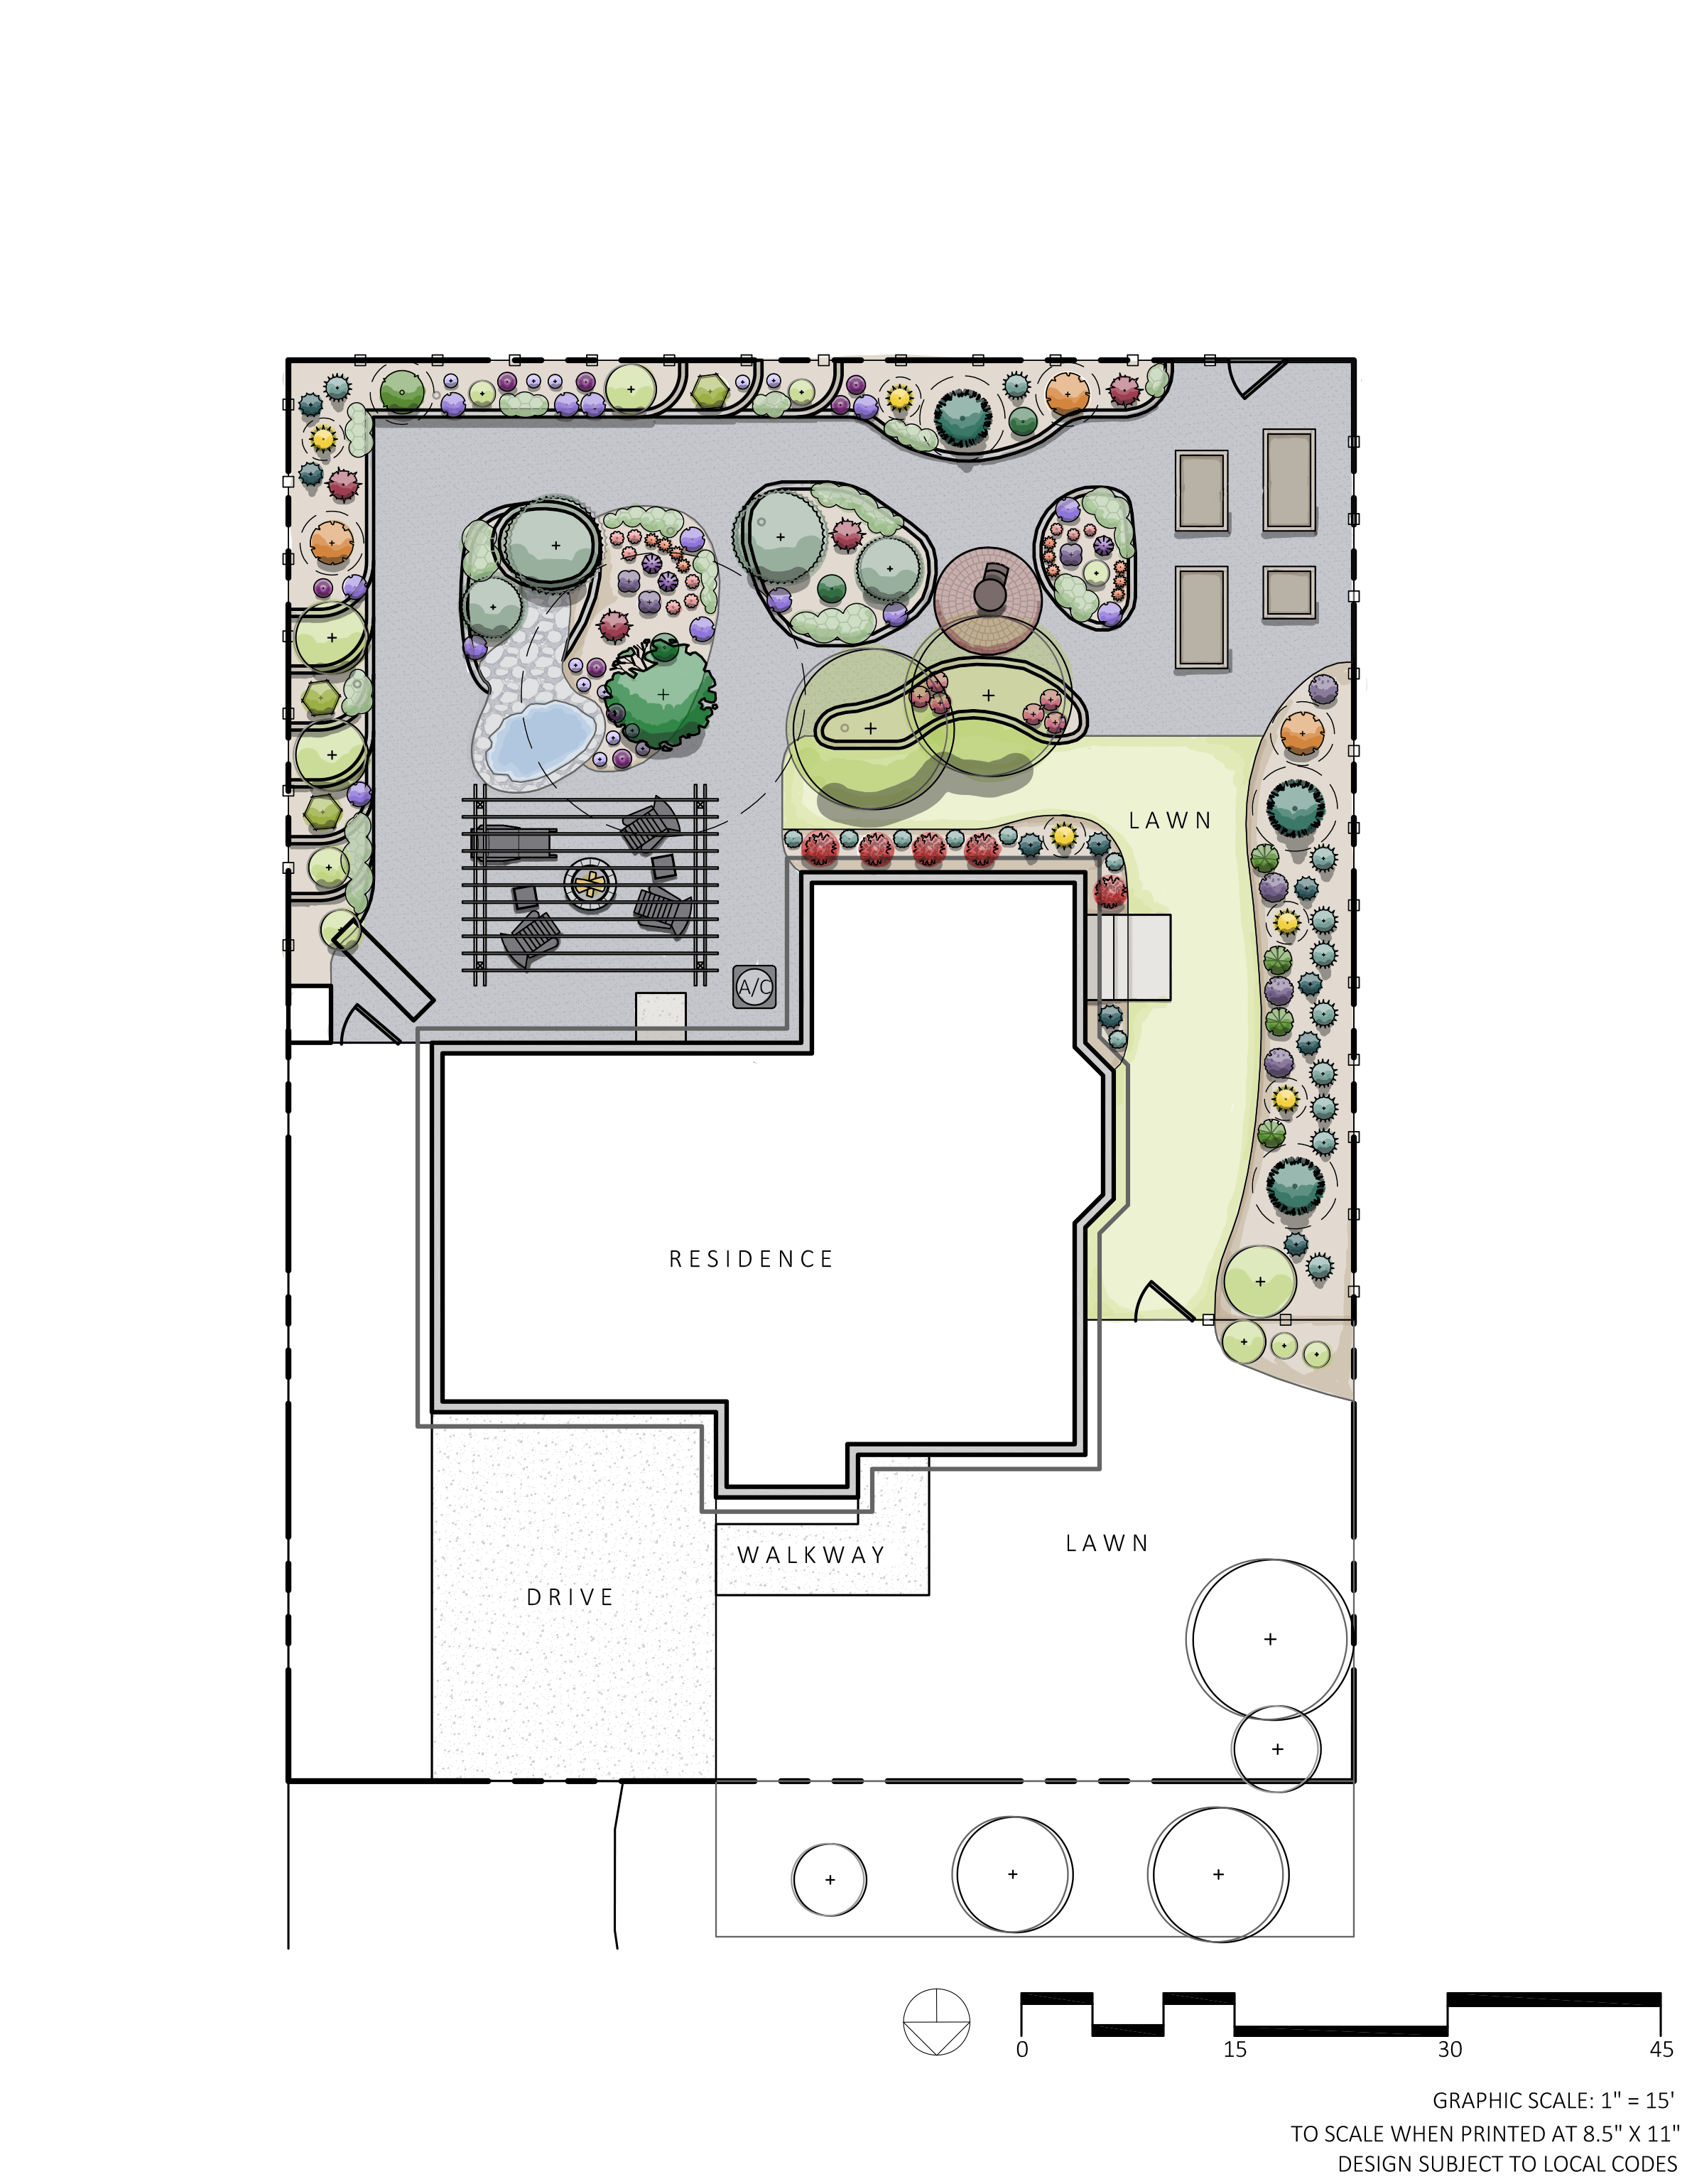 LAWN
A/C
RESIDENCE
LAWN
WALKWAY
DRIVE
0 15 30 45
GRAPHIC SCALE: 1" = 15'
TO SCALE WHEN PRINTED AT 8.5" X 11"
DESIGN SUBJECT TO LOCAL CODES